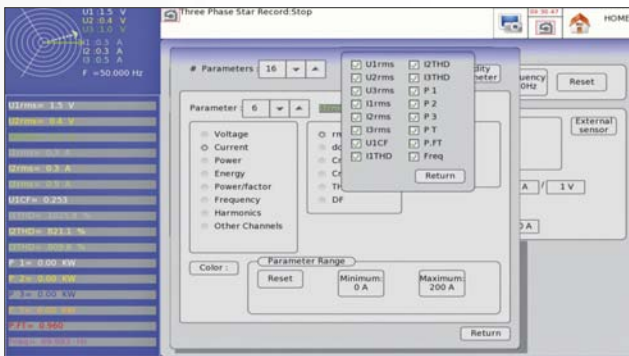 U1 :1.5 V
U2 :0.4 V
U3 :1.0 V
I1 :0.3 A
I2 :0.3 A
I3 :0.5 A
F =50.000 Hz
Three Phase Star Record:Stop
HOME
U1rms= 1.5 V
U2rms= 0.4 V
I2rms= 0.3 A
I3rms= 0.5 A
U1CF= 0.253
I2THD= 821.1 %
P 1= 0.00 KW
P 2= 0.00 KW
P 3= 0.00 KW
P.FT= 0.960
# Parameters: 16
Parameter : 6
Voltage
Current
Power
Energy
Power/factor
Frequency
Harmonics
Other Channels
DF
U1rms
U2rms
U3rms
I1rms
I2rms
I3rms
U1CF
I1THD
I2THD
I3THD
P 1
P 2
P 3
P T
P.FT
Freq
Return
Color :
Parameter Range
Reset
Minimum:
0 A
Maximum:
200 A
Return
Reset
External
sensor
A / 1 V